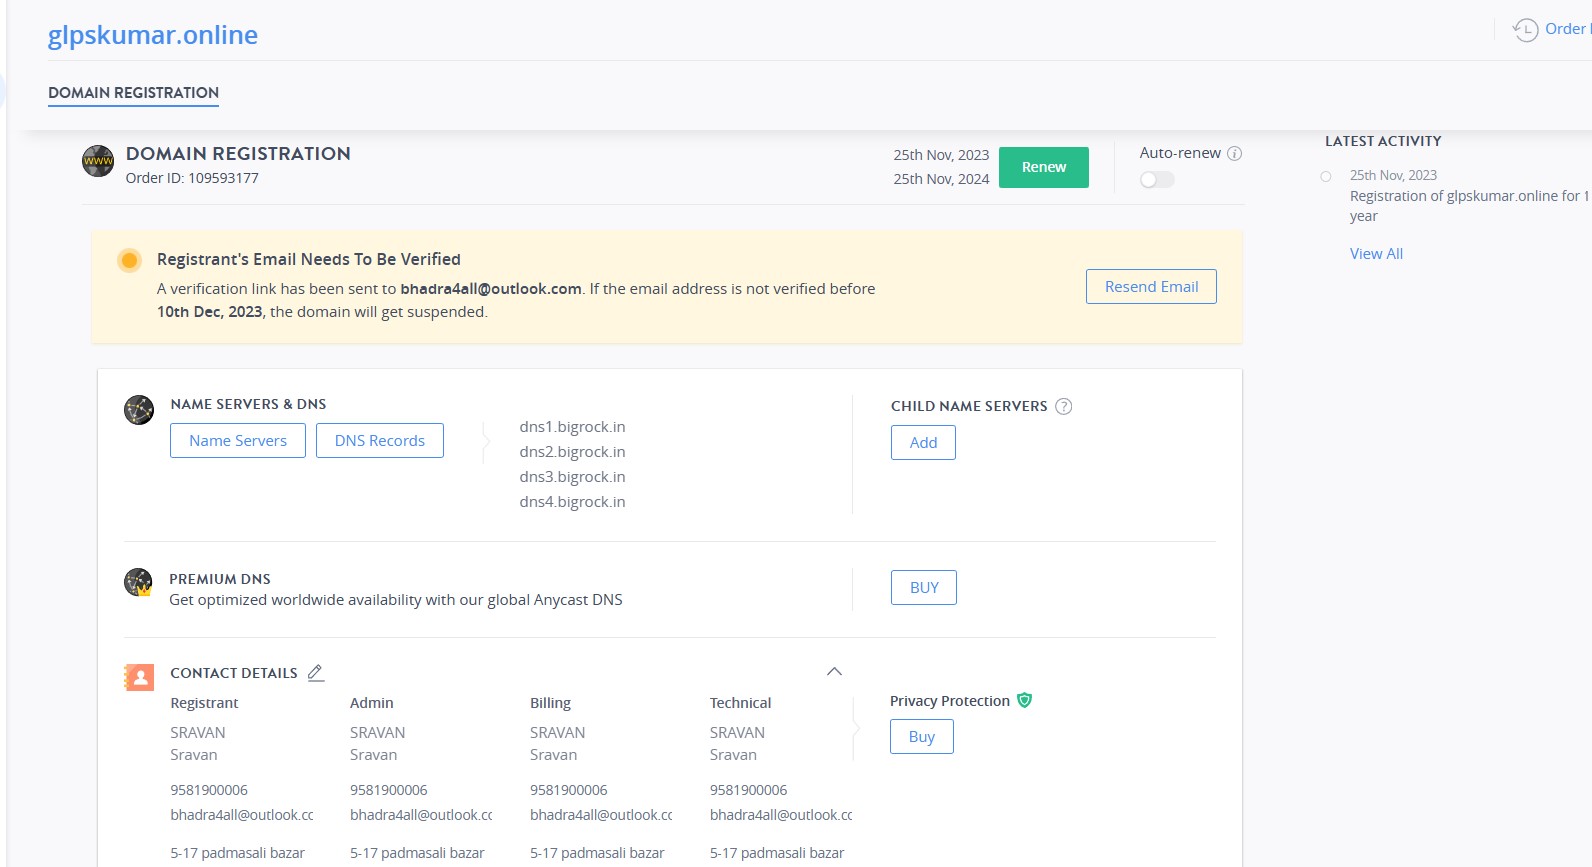 glpskumar.online
Order
DOMAIN REGISTRATION
www
DOMAIN REGISTRATION
Order ID: 109593177
25th Nov, 2023
25th Nov, 2024
Renew
Auto-renew
LATEST ACTIVITY
25th Nov, 2023
Registration of glpskumar.online for 1
year
View All
Registrant's Email Needs To Be Verified
A verification link has been sent to bhadra4all@outlook.com. If the email address is not verified before
10th Dec, 2023, the domain will get suspended.
Resend Email
NAME SERVERS & DNS
Name Servers DNS Records
dns1.bigrock.in
dns2.bigrock.in
dns3.bigrock.in
dns4.bigrock.in
CHILD NAME SERVERS ?
Add
PREMIUM DNS
Get optimized worldwide availability with our global Anycast DNS
BUY
CONTACT DETAILS
Registrant Admin Billing Technical
SRAVAN SRAVAN SRAVAN SRAVAN
Sravan Sravan Sravan Sravan
9581900006 9581900006 9581900006 9581900006
bhadra4all@outlook.cc bhadra4all@outlook.cc bhadra4all@outlook.cc bhadra4all@outlook.cc
5-17 padmasali bazar 5-17 padmasali bazar 5-17 padmasali bazar 5-17 padmasali bazar
Privacy Protection
Buy